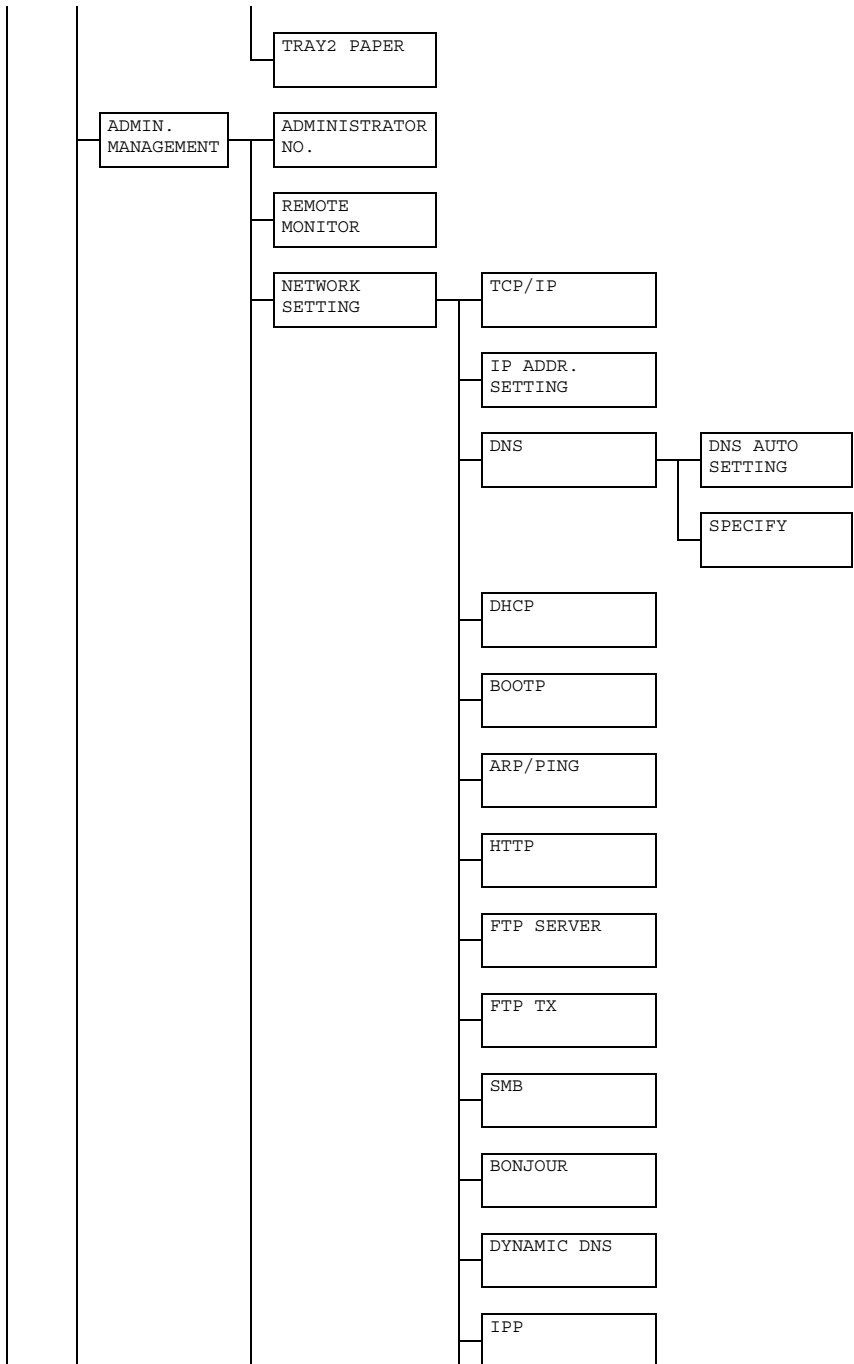 TRAY2 PAPER
ADMIN.
MANAGEMENT
ADMINISTRATOR
NO.
REMOTE
MONITOR
NETWORK
SETTING
TCP/IP
IP ADDR.
SETTING
DNS
DNS AUTO
SETTING
SPECIFY
DHCP
BOOTP
ARP/PING
HTTP
FTP SERVER
FTP TX
SMB
BONJOUR
DYNAMIC DNS
IPP